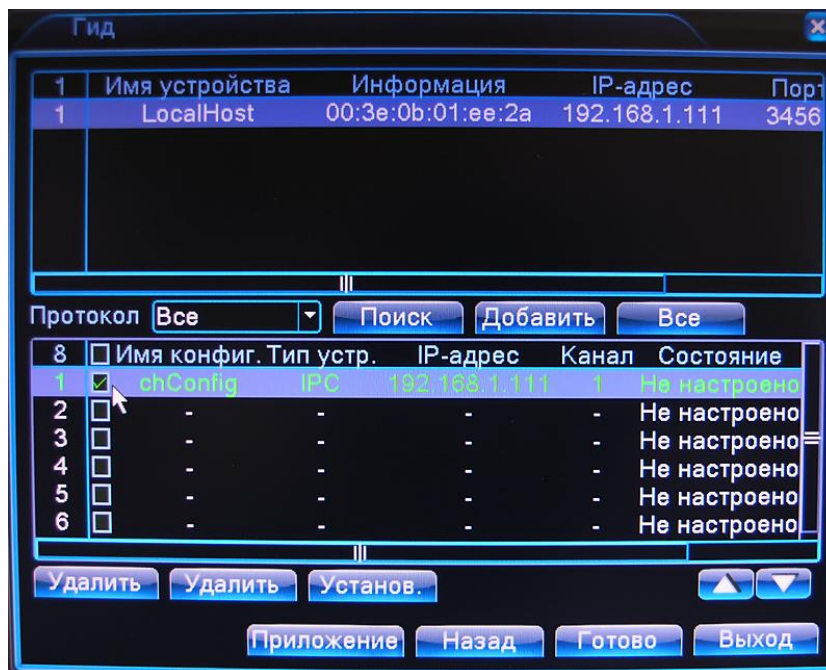 Гид
1 Имя устройства Информация IP-адрес Порт
1 LocalHost 00:3e:0b:01:ee:2a 192.168.1.111 3456
Протокол Все Поиск Добавить Все
8 Имя конфиг. Тип устр. IP-адрес Канал Состояние
1 chConfig IPC 192.168.1.111 1 Не настроено
2 - - - - Не настроено
3 - - - - Не настроено
4 - - - - Не настроено
5 - - - - Не настроено
6 - - - - Не настроено
Удалить Удалить Установ.
Приложение Назад Готово Выход